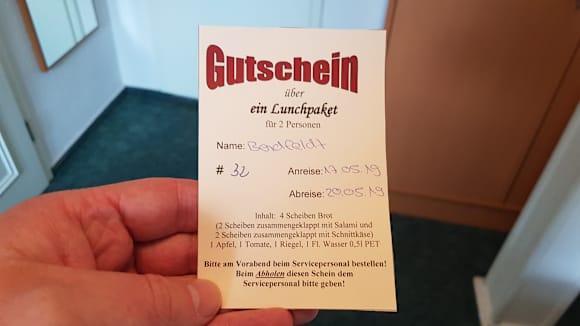 Gutschein
über
ein Lunchpaket
für 2 Personen
Name: Bendfeldt
# 32 Anreise: 17.05.19
Abreise: 20.05.19
Inhalt: 4 Scheiben Brot
(2 Scheiben zusammengeklappt mit Salami und
2 Scheiben zusammengeklappt mit Schnittkäse)
1 Apfel, 1 Tomate, 1 Riegel, 1 Fl. Wasser 0,5l PET
Bitte am Vorabend beim Servicepersonal bestellen!
Beim Abholen diesen Schein dem
Servicepersonal bitte geben!